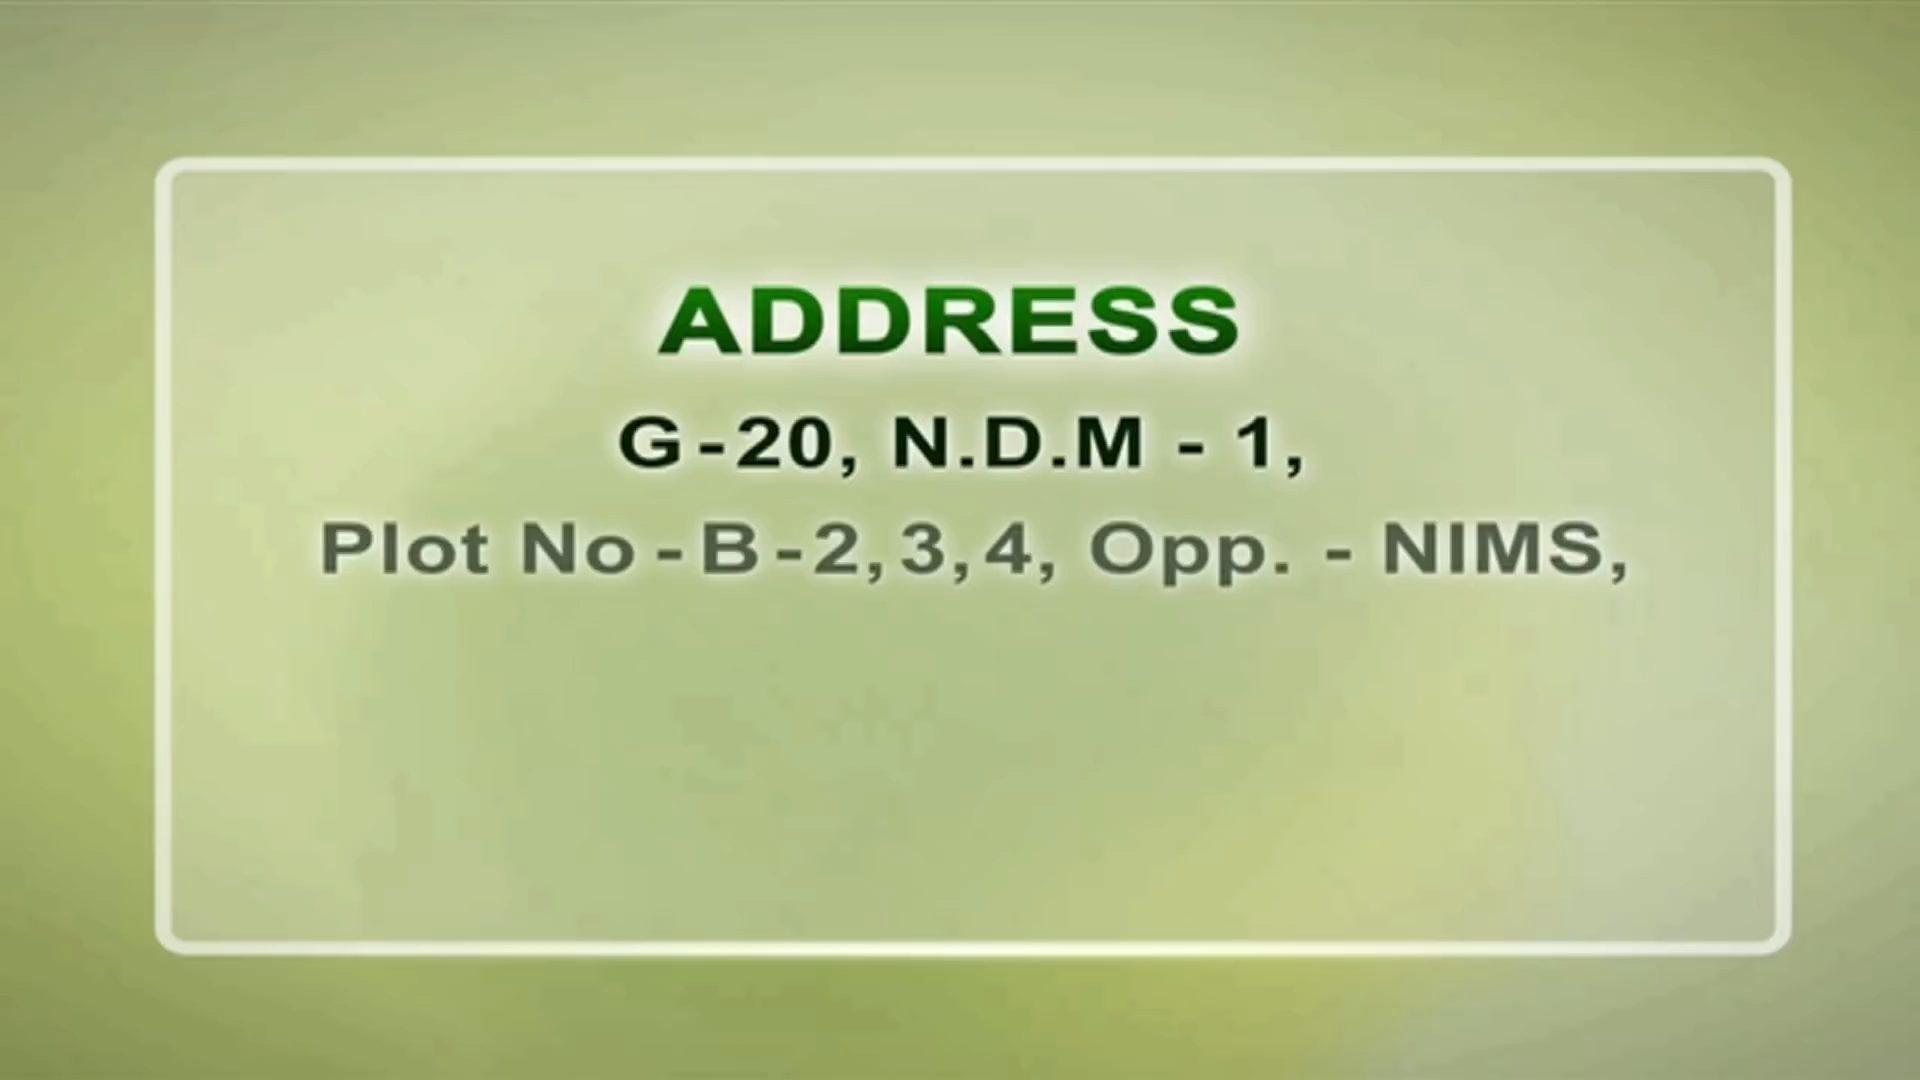 ADDRESS
G-20, N.D.M - 1,
Plot No-B-2,3,4, Opp. - NIMS,